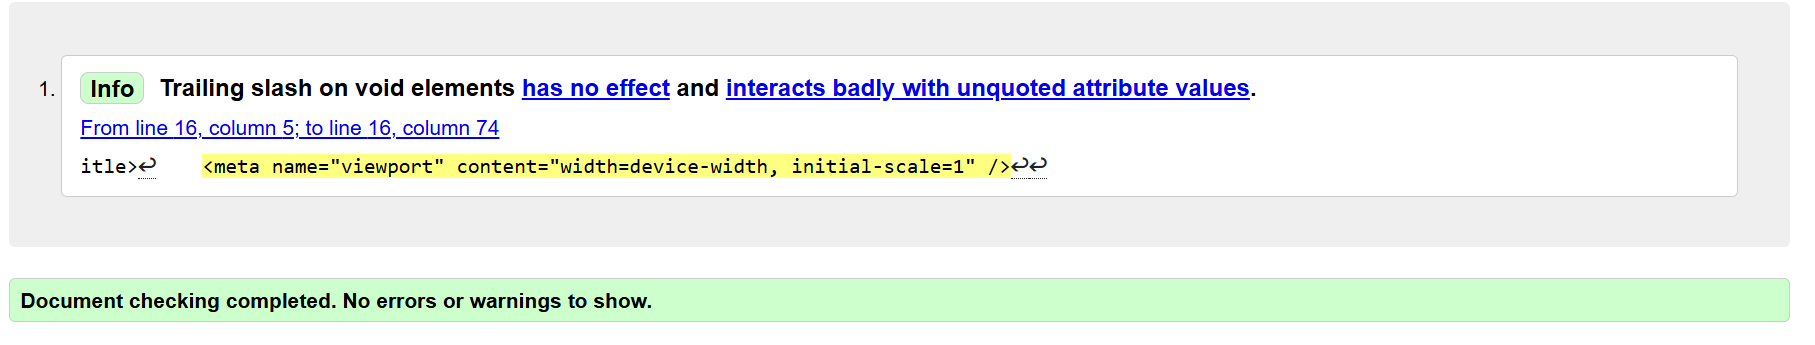 1. Info Trailing slash on void elements has no effect and interacts badly with unquoted attribute values.
From line 16, column 5; to line 16, column 74
itle>↩    <meta name="viewport" content="width=device-width, initial-scale=1" />↩↩
Document checking completed. No errors or warnings to show.